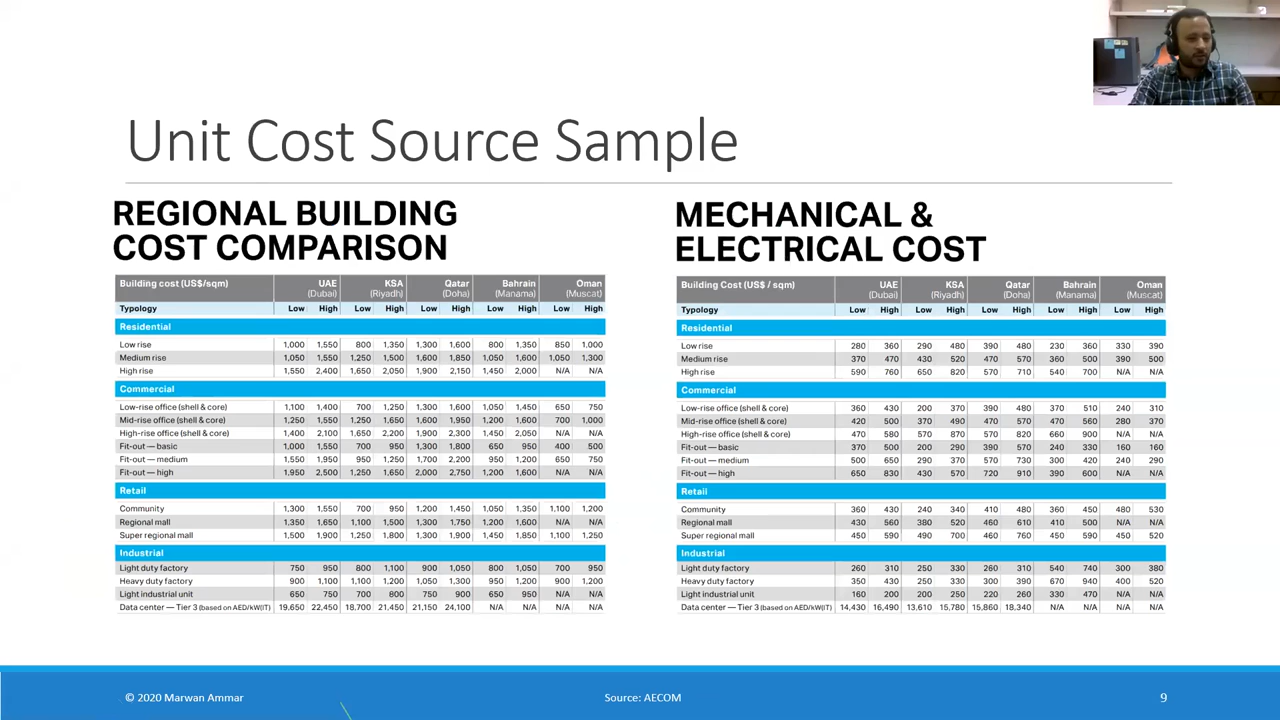 Unit Cost Source Sample
REGIONAL BUILDING
COST COMPARISON
Building cost (US$/sqm) UAE (Dubai) KSA (Riyadh) Qatar (Doha) Bahrain (Manama) Oman (Muscat)
Typology Low High Low High Low High Low High Low High
Residential
Low rise 1,000 1,550 800 1,350 1,300 1,600 800 1,350 850 1,000
Medium rise 1,050 1,550 1,250 1,500 1,600 1,850 1,050 1,600 1,050 1,300
High rise 1,550 2,400 1,650 2,050 1,900 2,150 1,450 2,000 N/A N/A
Commercial
Low-rise office (shell & core) 1,100 1,400 700 1,250 1,300 1,600 1,050 1,450 650 750
Mid-rise office (shell & core) 1,250 1,550 1,250 1,650 1,600 1,950 1,200 1,600 700 1,000
High-rise office (shell & core) 1,400 2,100 1,650 2,200 1,900 2,300 1,450 2,050 N/A N/A
Fit-out — basic 1,000 1,550 700 950 1,300 1,800 650 950 400 500
Fit-out — medium 1,550 1,950 950 1,250 1,700 2,200 950 1,200 650 750
Fit-out — high 1,950 2,500 1,250 1,650 2,000 2,750 1,200 1,600 N/A N/A
Retail
Community 1,300 1,550 700 950 1,200 1,450 1,050 1,350 1,100 1,200
Regional mall 1,350 1,650 1,100 1,500 1,300 1,750 1,200 1,600 N/A N/A
Super regional mall 1,500 1,900 1,250 1,800 1,300 1,900 1,450 1,850 1,100 1,250
Industrial
Light duty factory 750 950 800 1,100 900 1,050 800 1,050 700 950
Heavy duty factory 900 1,100 1,100 1,200 1,050 1,300 950 1,200 900 1,200
Light industrial unit 650 750 700 800 750 900 650 950 N/A N/A
Data center — Tier 3 (based on AED/kW(IT) 19,650 22,450 18,700 21,450 21,150 24,100 N/A N/A N/A N/A
MECHANICAL &
ELECTRICAL COST
Building Cost (US$ / sqm) UAE (Dubai) KSA (Riyadh) Qatar (Doha) Bahrain (Manama) Oman (Muscat)
Typology Low High Low High Low High Low High Low High
Residential
Low rise 280 360 290 480 390 480 230 360 330 390
Medium rise 370 470 430 520 470 570 360 500 390 500
High rise 590 760 650 820 570 710 540 700 N/A N/A
Commercial
Low-rise office (shell & core) 360 430 200 370 390 480 370 510 240 310
Mid-rise office (shell & core) 420 500 370 490 470 570 470 560 280 370
High-rise office (shell & core) 470 580 570 870 570 820 660 900 N/A N/A
Fit-out — basic 370 500 200 290 390 570 240 330 160 160
Fit-out — medium 500 650 290 370 570 730 300 420 240 290
Fit-out — high 650 830 430 570 720 910 390 600 N/A N/A
Retail
Community 360 430 240 340 410 480 360 450 480 530
Regional mall 430 560 380 520 460 610 410 500 N/A N/A
Super regional mall 450 590 490 700 460 760 450 590 450 520
Industrial
Light duty factory 260 310 250 330 260 310 540 740 300 380
Heavy duty factory 350 430 250 330 300 390 670 940 400 520
Light industrial unit 160 200 200 250 220 260 330 470 N/A N/A
Data center — Tier 3 (based on AED/kW(IT) 14,430 16,490 13,610 15,780 15,860 18,340 N/A N/A N/A N/A
© 2020 Marwan Ammar Source: AECOM 9